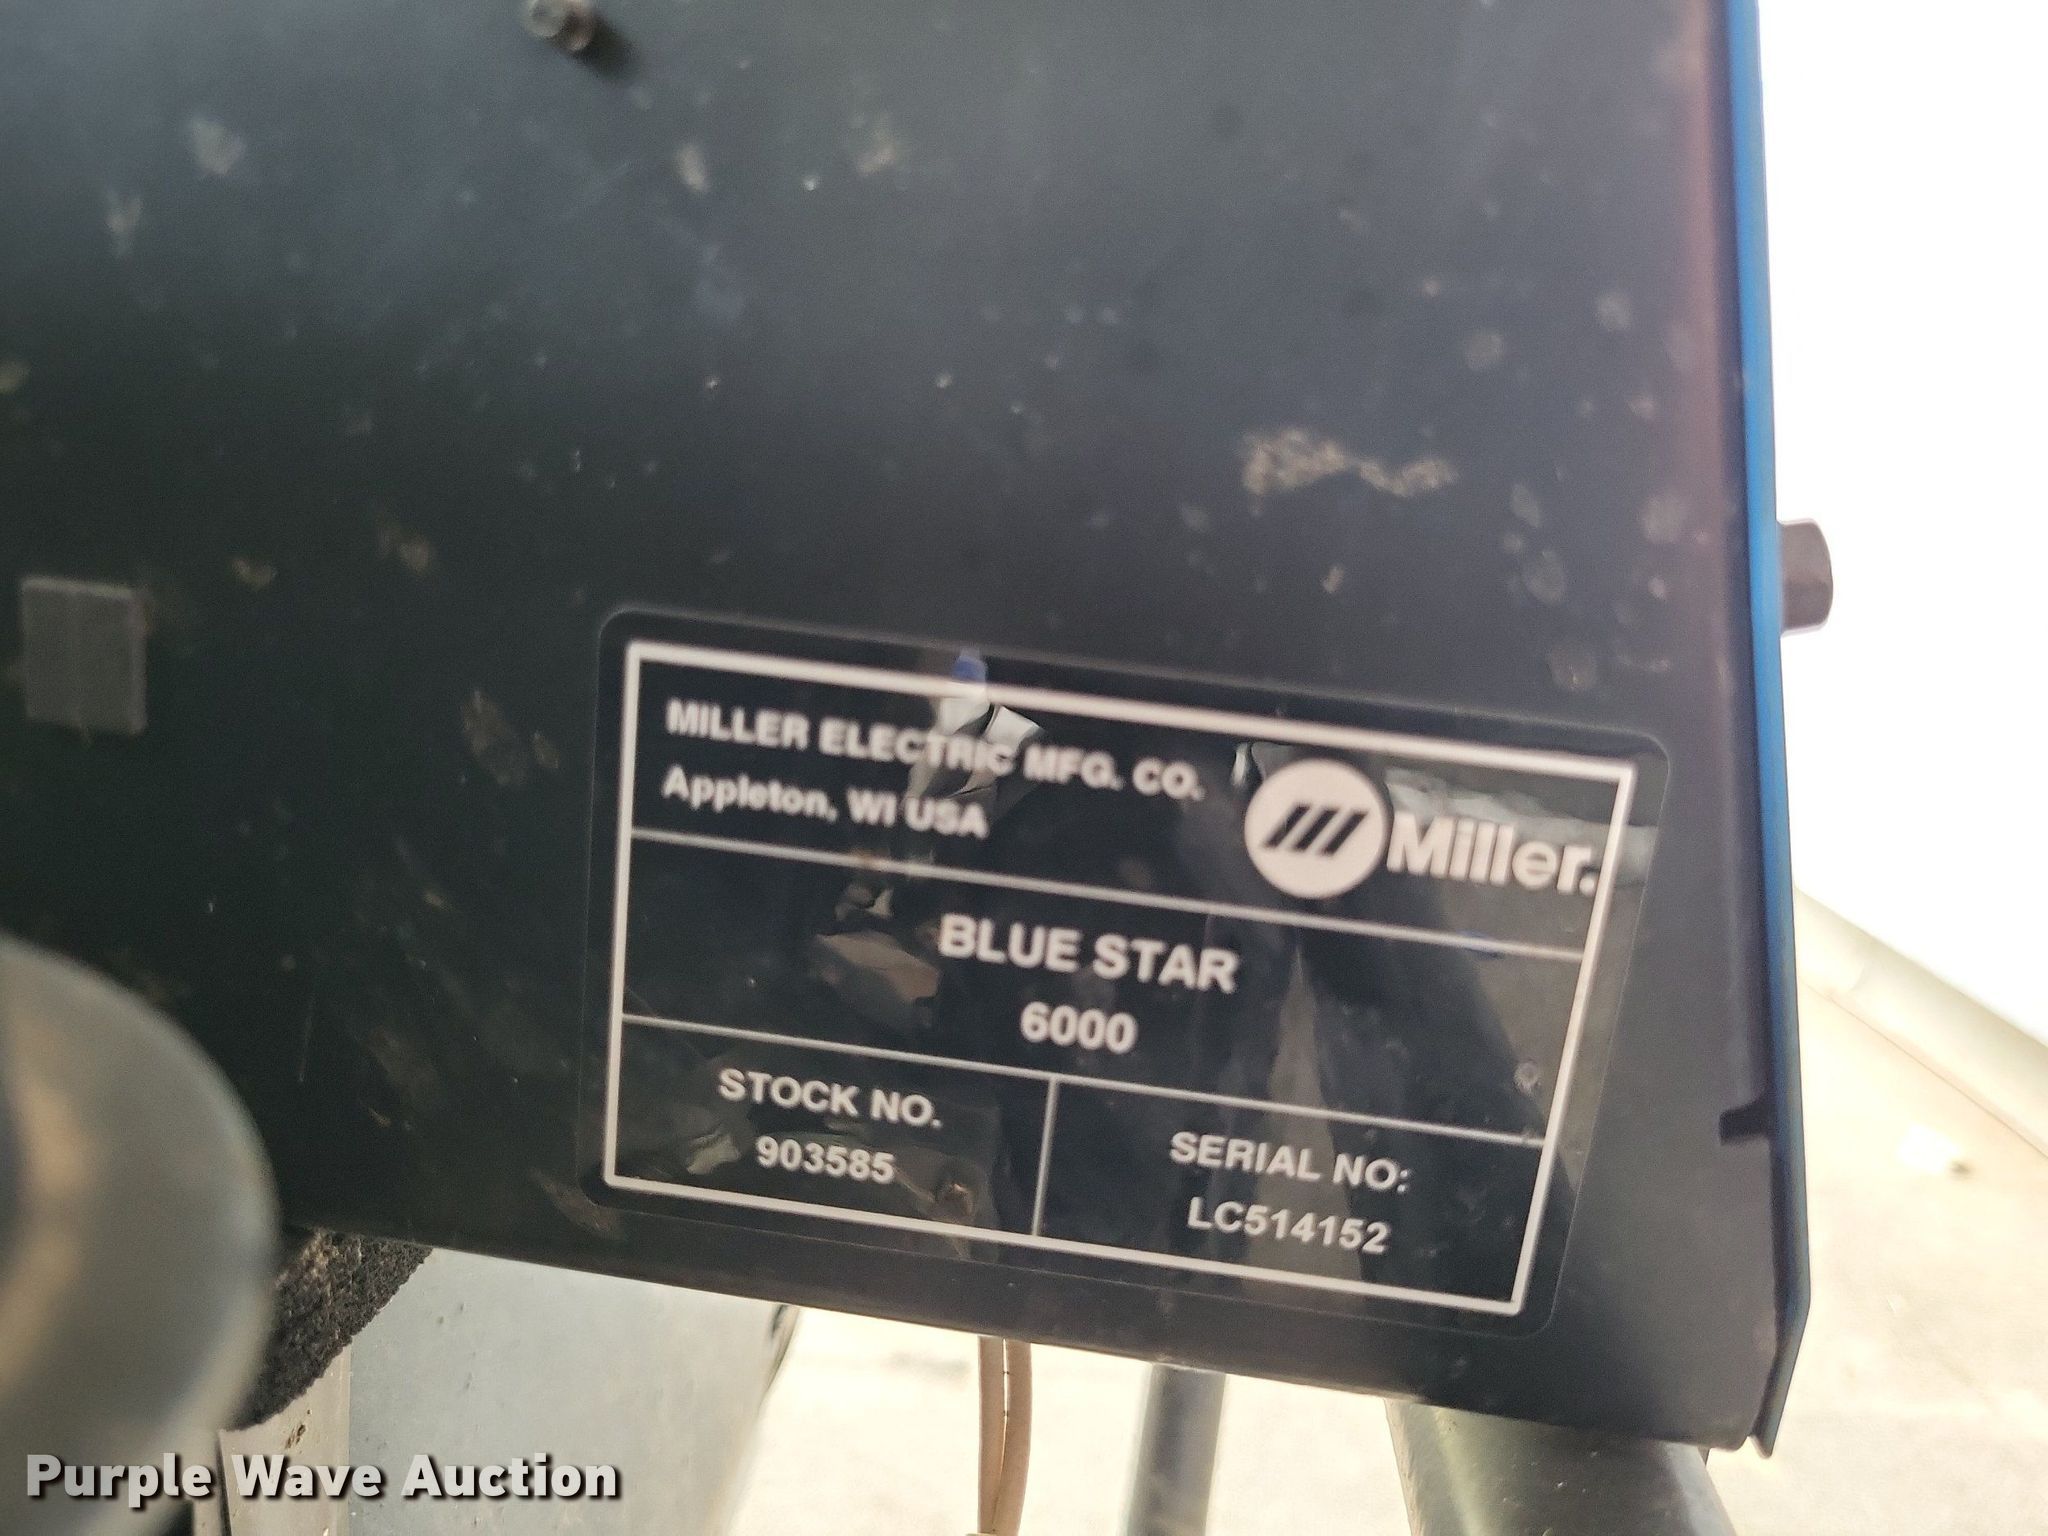 MILLER ELECTRIC MFG. CO.
Appleton, WI USA
Miller.
BLUE STAR
6000
STOCK NO.
903585
SERIAL NO:
LC514152
Purple Wave Auction